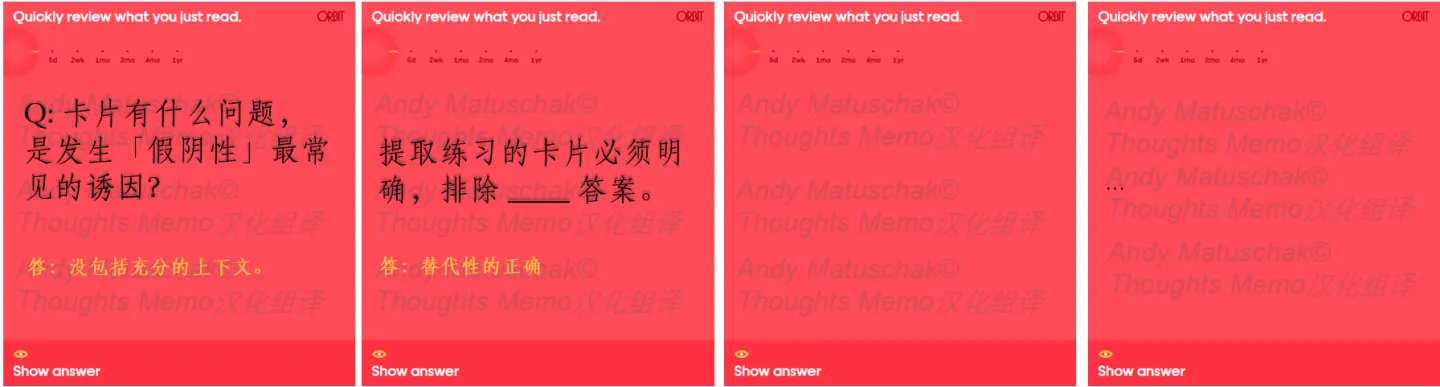 Quickly review what you just read.
ORBIT
5d 2wk 1mo 2mo 4mo 1yr
Andy Matuschak©
Thoughts Memo汉化组译
Andy Matuschak©
Thoughts Memo汉化组译
Andy Matuschak©
Thoughts Memo汉化组译
Q: 卡片有什么问题，
是发生「假阴性」最常
见的诱因？
答：没包括充分的上下文。
Show answer
Quickly review what you just read.
ORBIT
5d 2wk 1mo 2mo 4mo 1yr
Andy Matuschak©
Thoughts Memo汉化组译
Andy Matuschak©
Thoughts Memo汉化组译
Andy Matuschak©
Thoughts Memo汉化组译
提取练习的卡片必须明
确，排除 ____ 答案。
答：替代性的正确
Show answer
Quickly review what you just read.
ORBIT
5d 2wk 1mo 2mo 4mo 1yr
Andy Matuschak©
Thoughts Memo汉化组译
Andy Matuschak©
Thoughts Memo汉化组译
Andy Matuschak©
Thoughts Memo汉化组译
Show answer
Quickly review what you just read.
ORBIT
5d 2wk 1mo 2mo 4mo 1yr
Andy Matuschak©
Thoughts Memo汉化组译
Andy Matuschak©
...
Thoughts Memo汉化组译
Andy Matuschak©
Thoughts Memo汉化组译
Show answer